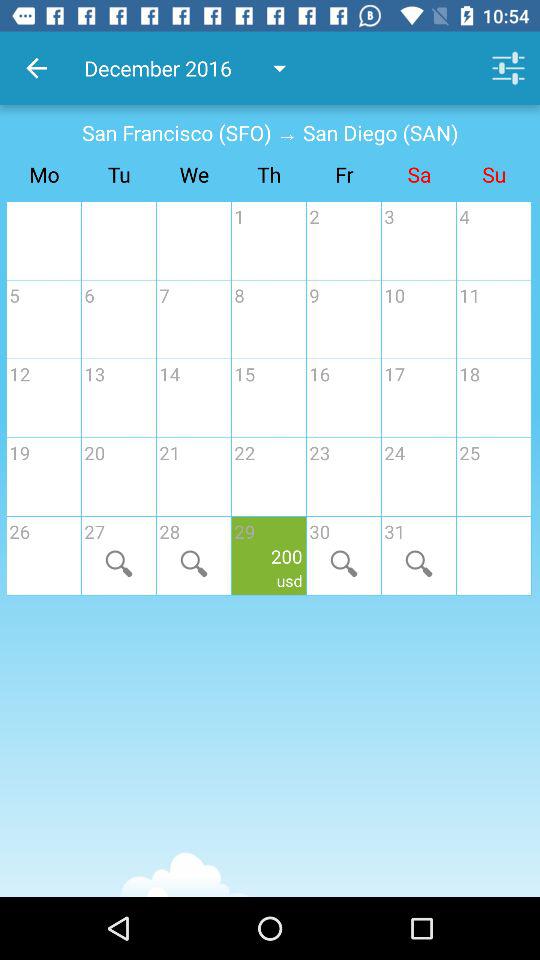 10:54
December 2016
San Francisco (SFO) → San Diego (SAN)
Mo Tu We Th Fr Sa Su
1 2 3 4
5 6 7 8 9 10 11
12 13 14 15 16 17 18
19 20 21 22 23 24 25
26 27 28 29 30 31
200
usd